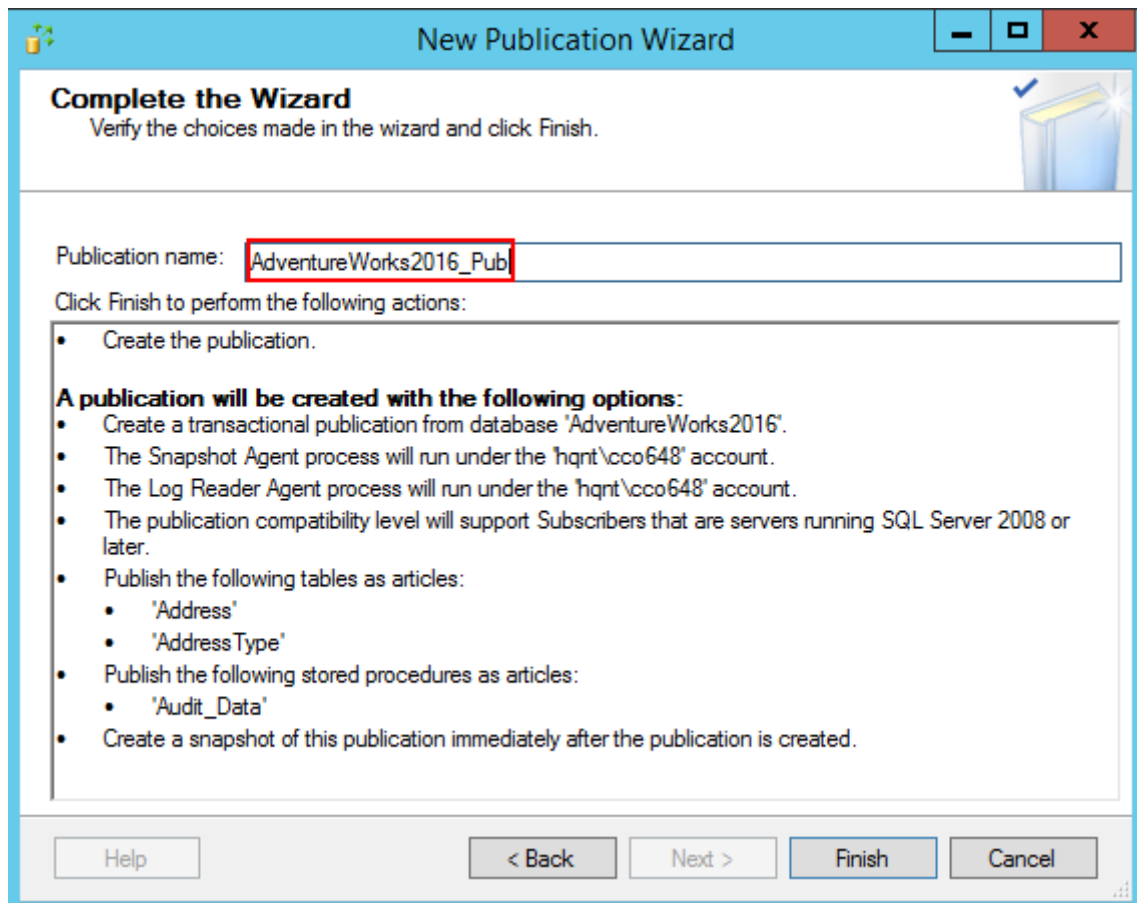 New Publication Wizard
Complete the Wizard
Verify the choices made in the wizard and click Finish.
Publication name: AdventureWorks2016_Pub
Click Finish to perform the following actions:
• Create the publication.
A publication will be created with the following options:
• Create a transactional publication from database 'AdventureWorks2016'.
• The Snapshot Agent process will run under the 'hqnt\cco648' account.
• The Log Reader Agent process will run under the 'hqnt\cco648' account.
• The publication compatibility level will support Subscribers that are servers running SQL Server 2008 or
later.
• Publish the following tables as articles:
• 'Address'
• 'AddressType'
• Publish the following stored procedures as articles:
• 'Audit_Data'
• Create a snapshot of this publication immediately after the publication is created.
Help < Back Next > Finish Cancel